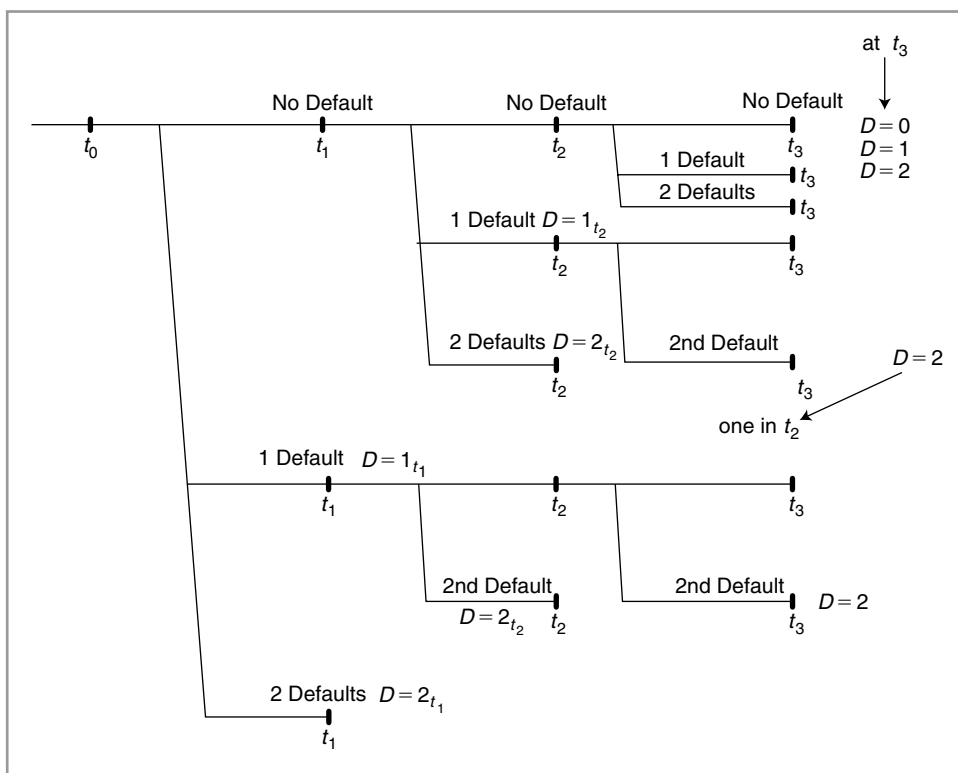 at t₃
No Default No Default No Default
D = 0
t₀ t₁ t₂ t₃
D = 1
1 Default
D = 2
t₃
2 Defaults
t₃
1 Default D = 1ₜ₂
t₂ t₃
2 Defaults D = 2ₜ₂
2nd Default
D = 2
t₂
t₃
one in t₂
1 Default D = 1ₜ₁
t₁ t₂ t₃
2nd Default 2nd Default
D = 2
D = 2ₜ₂ t₂ t₃
2 Defaults D = 2ₜ₁
t₁